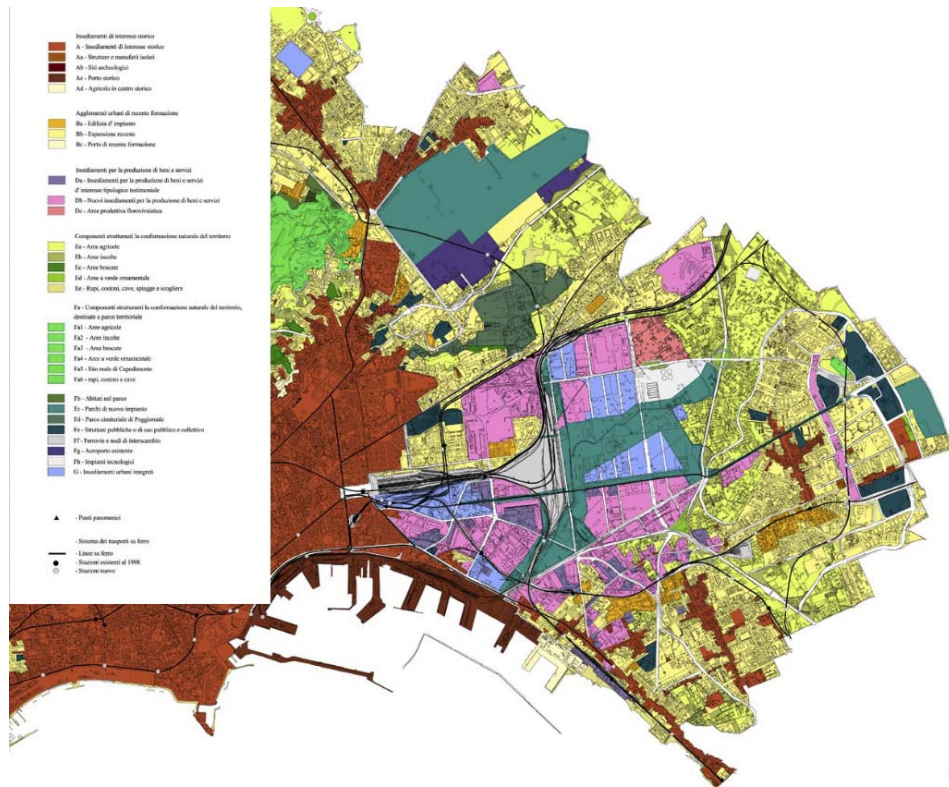 Insediamenti di interesse storico
A - Insediamenti di interesse storico
Aa - Strutture e manufatti isolati
Ab - Siti archeologici
Ac - Porto storico
Ad - Agricolo in centro storico
Agglomerati urbani di recente formazione
Ba - Edilizia d'impianto
Bb - Espansione recente
Bc - Porto di recente formazione
Insediamenti per la produzione di beni e servizi
Da - Insediamenti per la produzione di beni e servizi
d'interesse tipologico testimoniale
Db - Nuovi insediamenti per la produzione di beni e servizi
Dc - Area produttiva florovivaistica
Componenti strutturanti la conformazione naturale del territorio
Ea - Aree agricole
Eb - Aree incolte
Ec - Aree boscate
Ed - Aree a verde ornamentale
Ee - Rupi, costoni, cave, spiagge e scogliere
Fa - Componenti strutturanti la conformazione naturale del territorio,
destinate a parco territoriale
Fa1 - Aree agricole
Fa2 - Aree incolte
Fa3 - Aree boscate
Fa4 - Aree a verde ornamentale
Fa5 - Sito reale di Capodimonte
Fa6 - rupi, costoni e cave
Fb - Abitati nel parco
Fc - Parchi di nuovo impianto
Fd - Parco cimiteriale di Poggioreale
Fe - Strutture pubbliche e di uso pubblico e collettivo
Ff - Ferrovie e nodi di interscambio
Fg - Aeroporto esistente
Fh - Impianti tecnologici
G - Insediamenti urbani integrati
- Punti panoramici
- Sistema dei trasporti su ferro
- Linee su ferro
- Stazioni esistenti al 1998
- Stazioni nuove